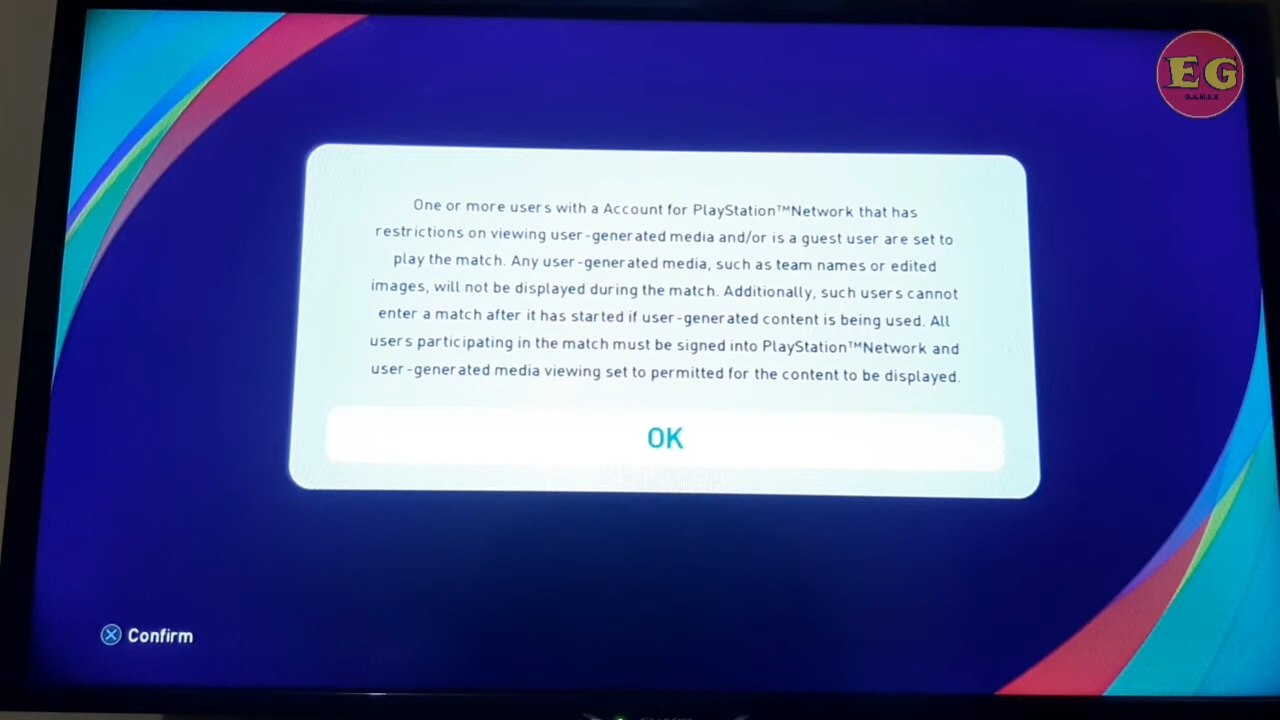 EG
GAMER
One or more users with a Account for PlayStation™Network that has
restrictions on viewing user-generated media and/or is a guest user are set to
play the match. Any user-generated media, such as team names or edited
images, will not be displayed during the match. Additionally, such users cannot
enter a match after it has started if user-generated content is being used. All
users participating in the match must be signed into PlayStation™Network and
user-generated media viewing set to permitted for the content to be displayed.
OK
Confirm